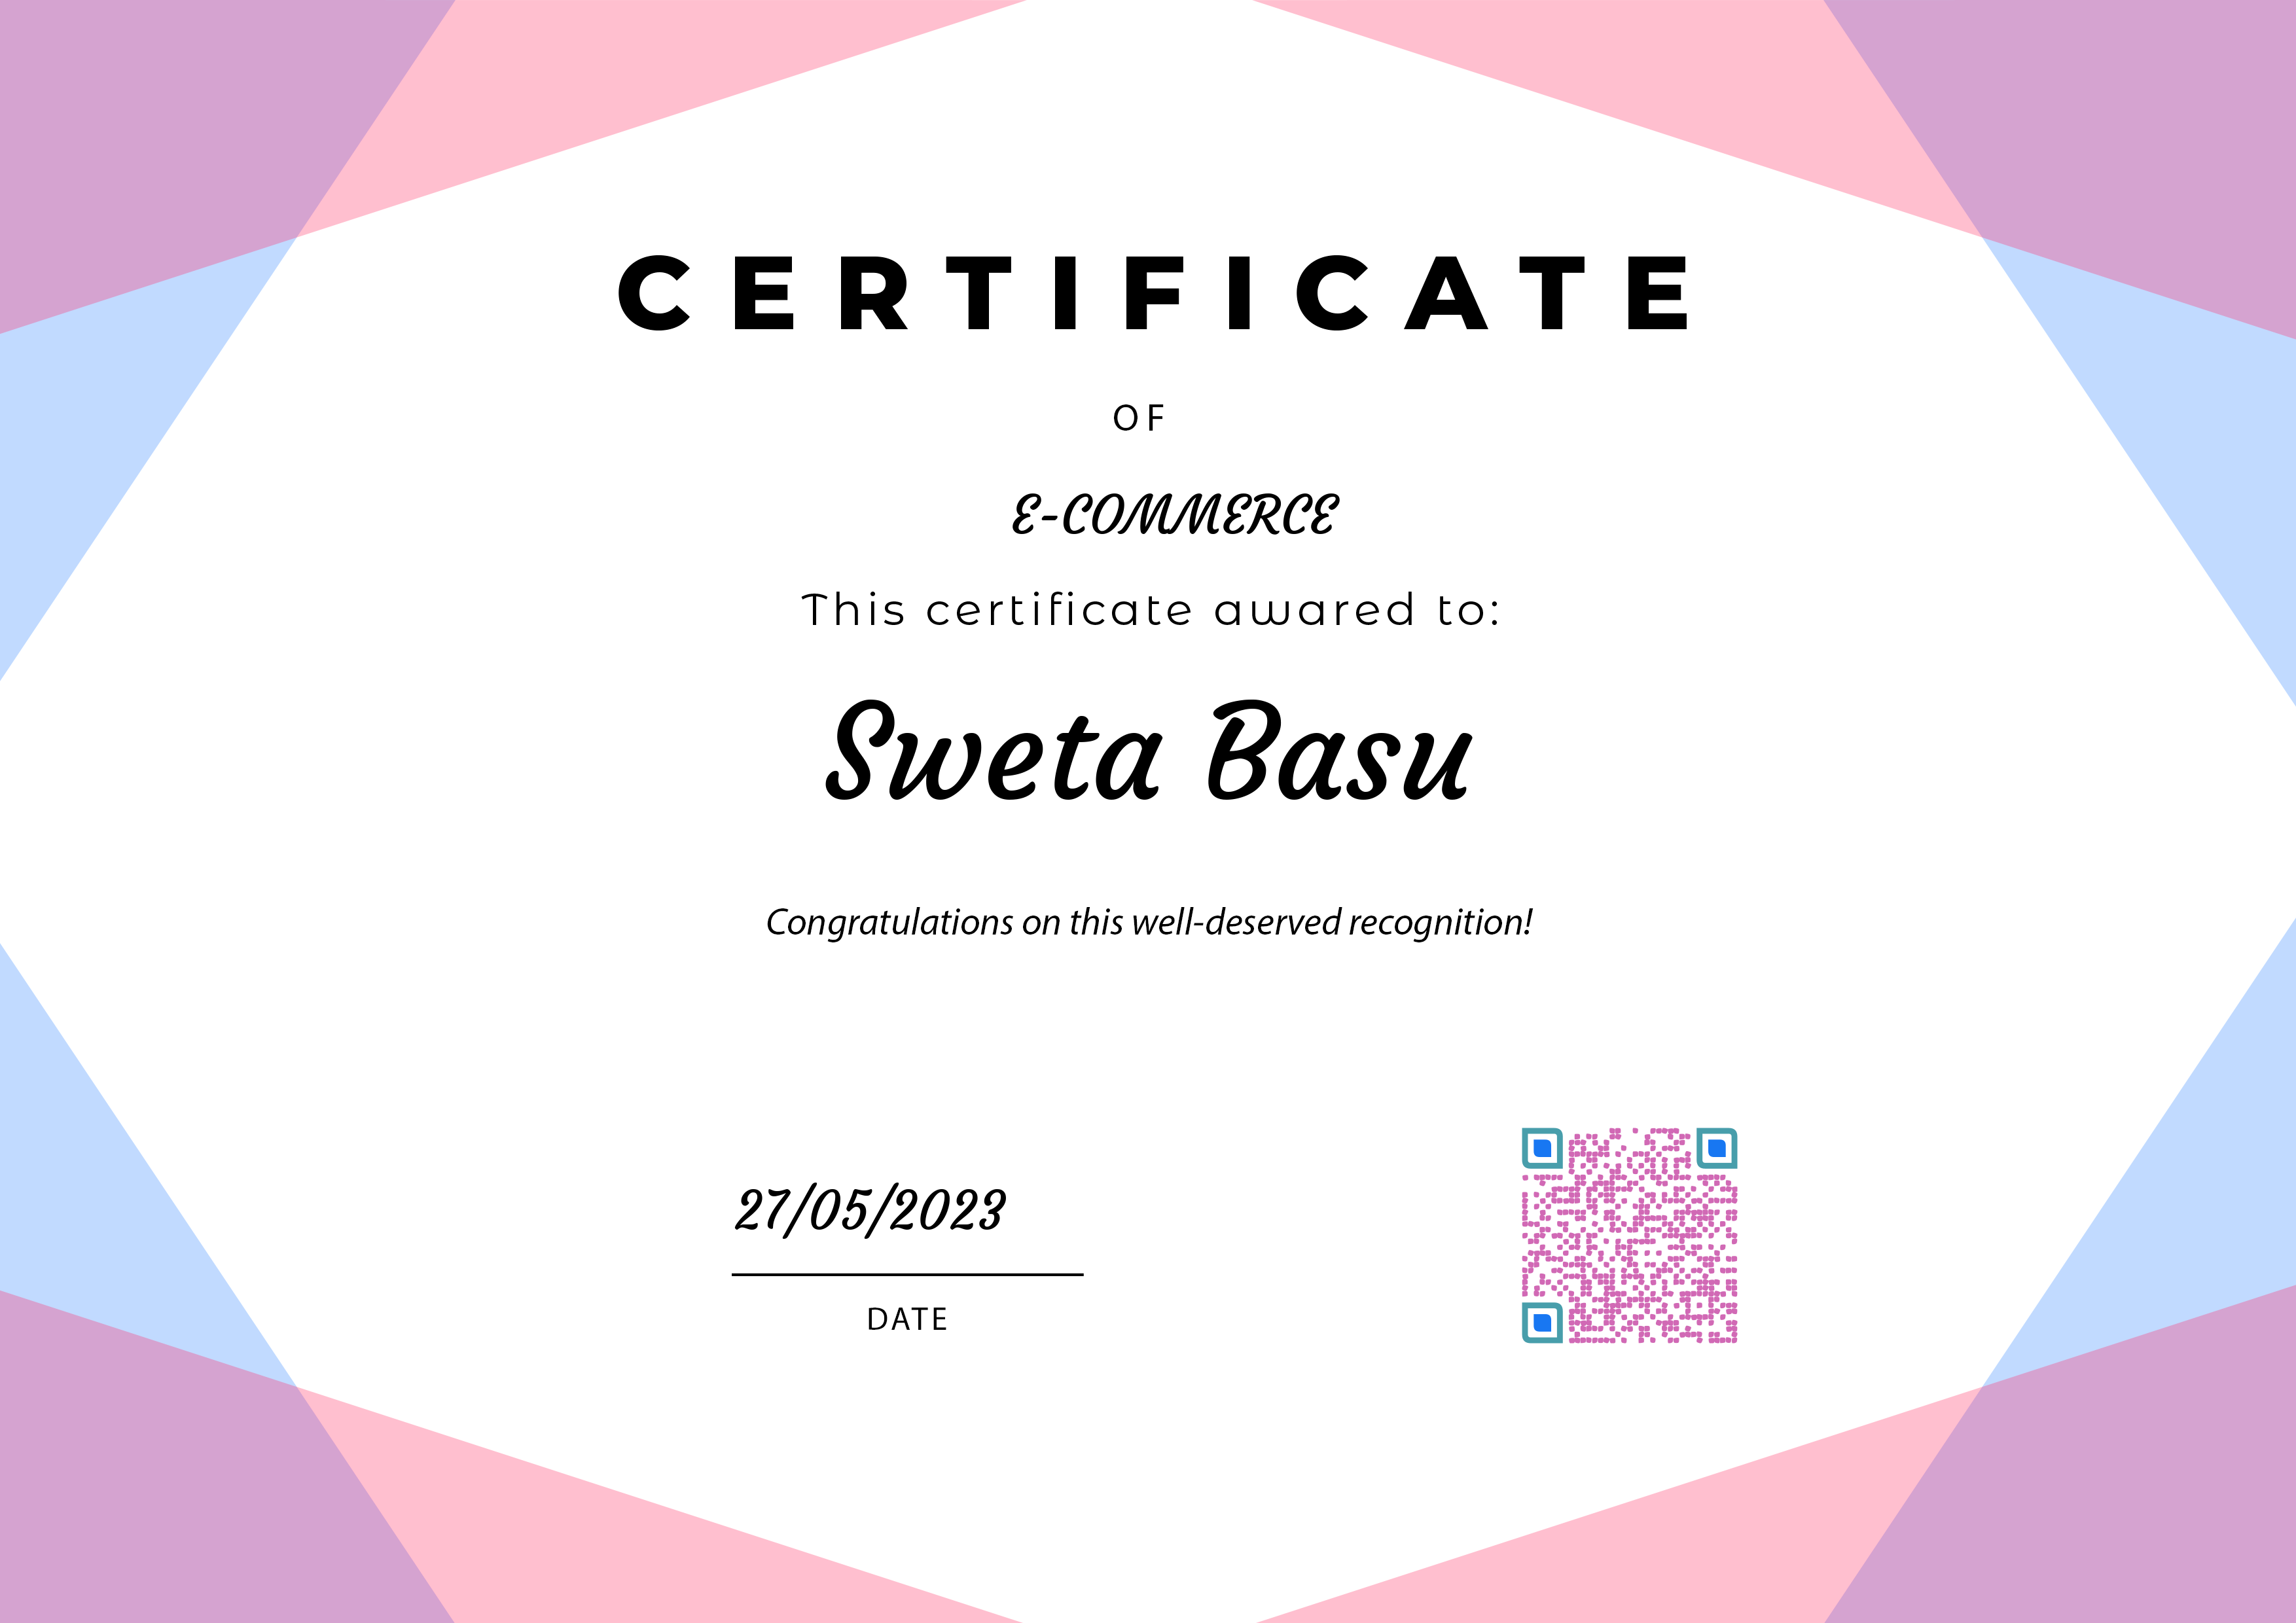 CERTIFICATE
OF
E-COMMERCE
This certificate awared to:
Sweta Basu
Congratulations on this well-deserved recognition!
27/05/2023
DATE